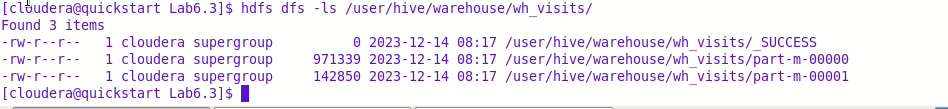 [cloudera@quickstart Lab6.3]$ hdfs dfs -ls /user/hive/warehouse/wh_visits/
Found 3 items
-rw-r--r--   1 cloudera supergroup          0 2023-12-14 08:17 /user/hive/warehouse/wh_visits/_SUCCESS
-rw-r--r--   1 cloudera supergroup     971339 2023-12-14 08:17 /user/hive/warehouse/wh_visits/part-m-00000
-rw-r--r--   1 cloudera supergroup     142850 2023-12-14 08:17 /user/hive/warehouse/wh_visits/part-m-00001
[cloudera@quickstart Lab6.3]$